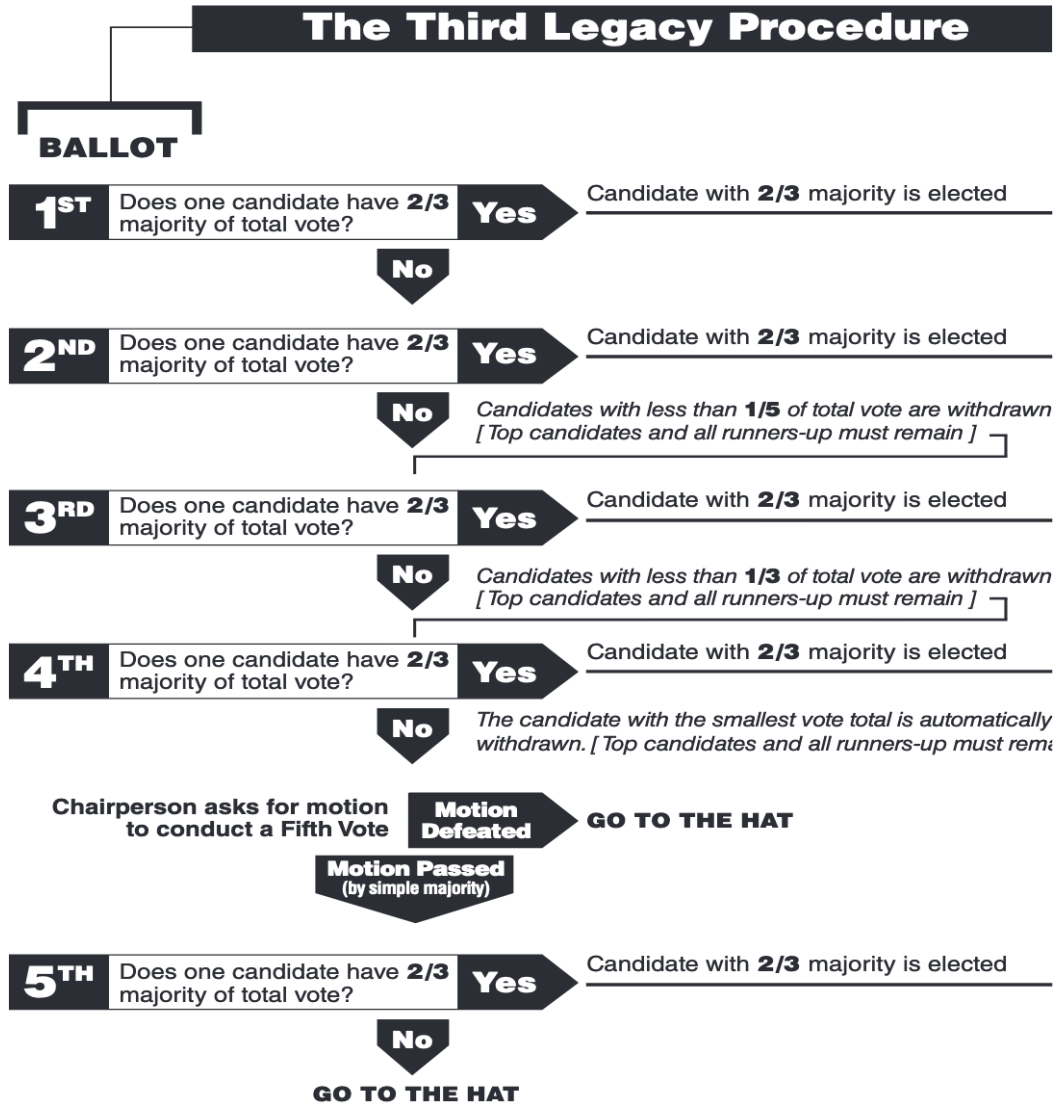 The Third Legacy Procedure
BALLOT
1ST
Does one candidate have 2/3
majority of total vote?
Yes
Candidate with 2/3 majority is elected
No
2ND
Does one candidate have 2/3
majority of total vote?
Yes
Candidate with 2/3 majority is elected
No
Candidates with less than 1/5 of total vote are withdrawn
[ Top candidates and all runners-up must remain ]
3RD
Does one candidate have 2/3
majority of total vote?
Yes
Candidate with 2/3 majority is elected
No
Candidates with less than 1/3 of total vote are withdrawn
[ Top candidates and all runners-up must remain ]
4TH
Does one candidate have 2/3
majority of total vote?
Yes
Candidate with 2/3 majority is elected
No
The candidate with the smallest vote total is automatically
withdrawn. [ Top candidates and all runners-up must
Chairperson asks for motion
to conduct a Fifth Vote
Motion
Defeated
GO TO THE HAT
Motion Passed
(by simple majority)
5TH
Does one candidate have 2/3
majority of total vote?
Yes
Candidate with 2/3 majority is elected
No
GO TO THE HAT